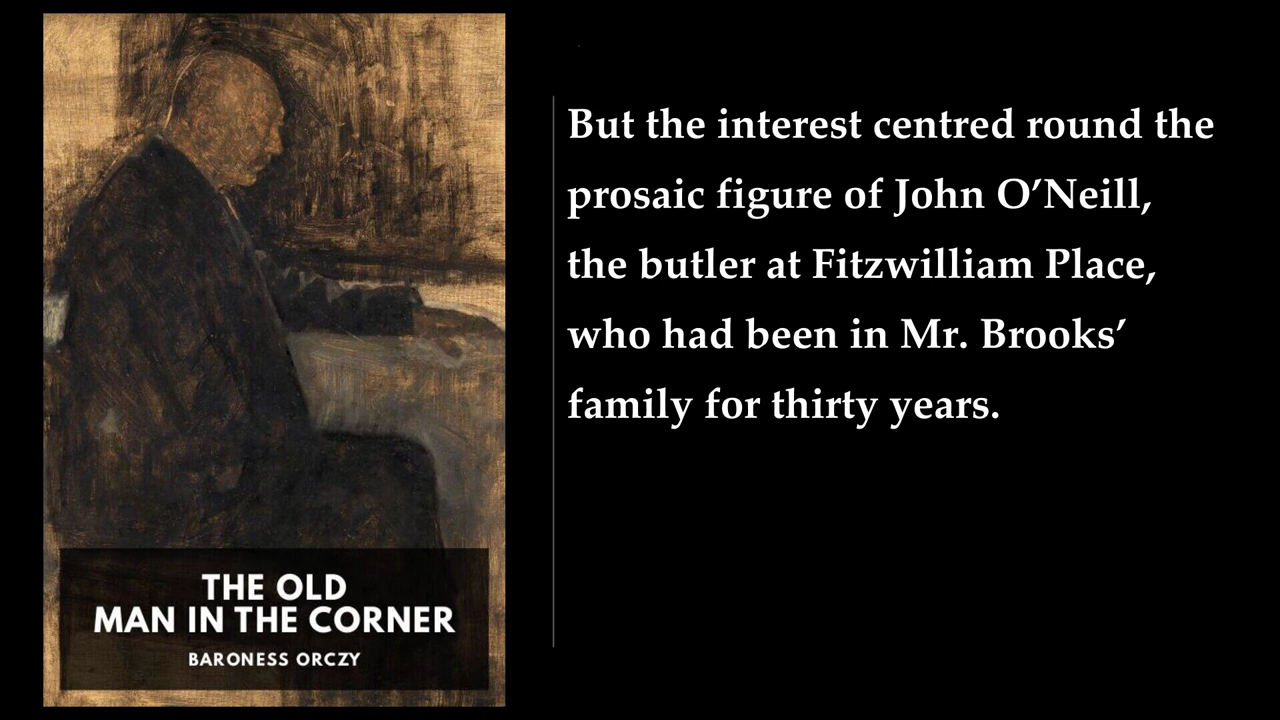 THE OLD
MAN IN THE CORNER
BARONESS ORCZY
But the interest centred round the
prosaic figure of John O’Neill,
the butler at Fitzwilliam Place,
who had been in Mr. Brooks’
family for thirty years.